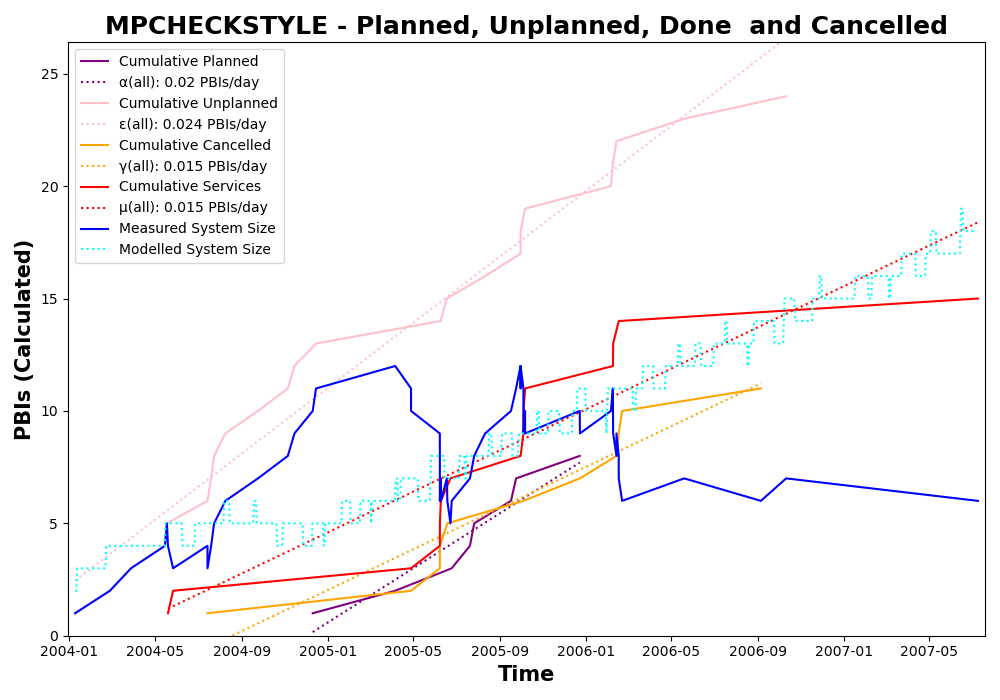 MPCHECKSTYLE - Planned, Unplanned, Done  and Cancelled
Cumulative Planned
α(all): 0.02 PBIs/day
Cumulative Unplanned
ε(all): 0.024 PBIs/day
Cumulative Cancelled
γ(all): 0.015 PBIs/day
Cumulative Services
μ(all): 0.015 PBIs/day
Measured System Size
Modelled System Size
PBIs (Calculated)
25
20
15
10
5
0
2004-01 2004-05 2004-09 2005-01 2005-05 2005-09 2006-01 2006-05 2006-09 2007-01 2007-05
Time